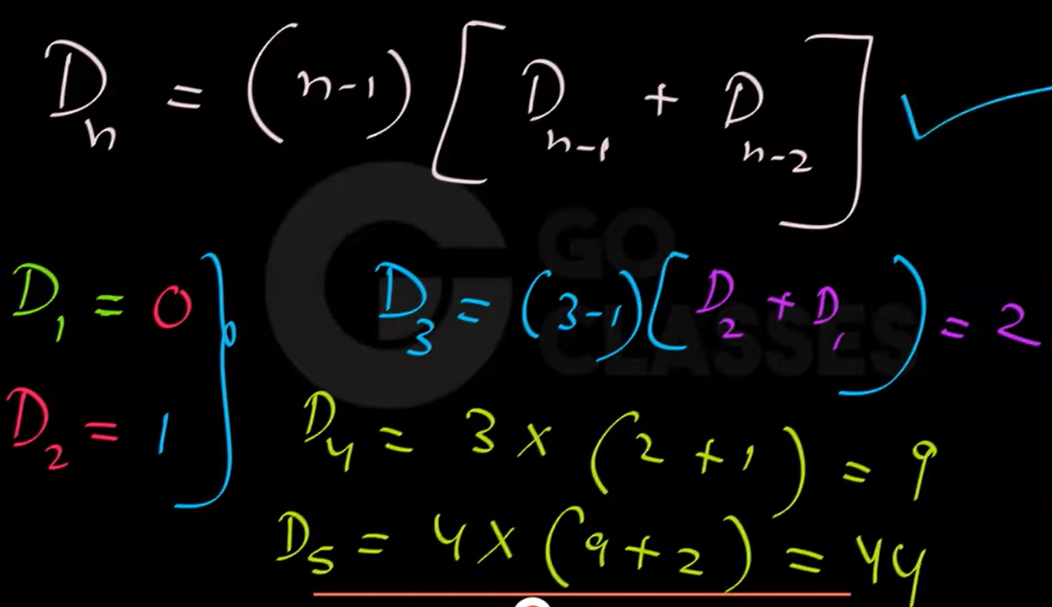 Dn = (n-1) [ Dn-1 + Dn-2 ] ✓
D1 = 0
D2 = 1
D3 = (3-1) [ D2 + D1 ) = 2
D4 = 3 × (2 + 1) = 9
D5 = 4 × (9 + 2) = 44
GO
CLASSES